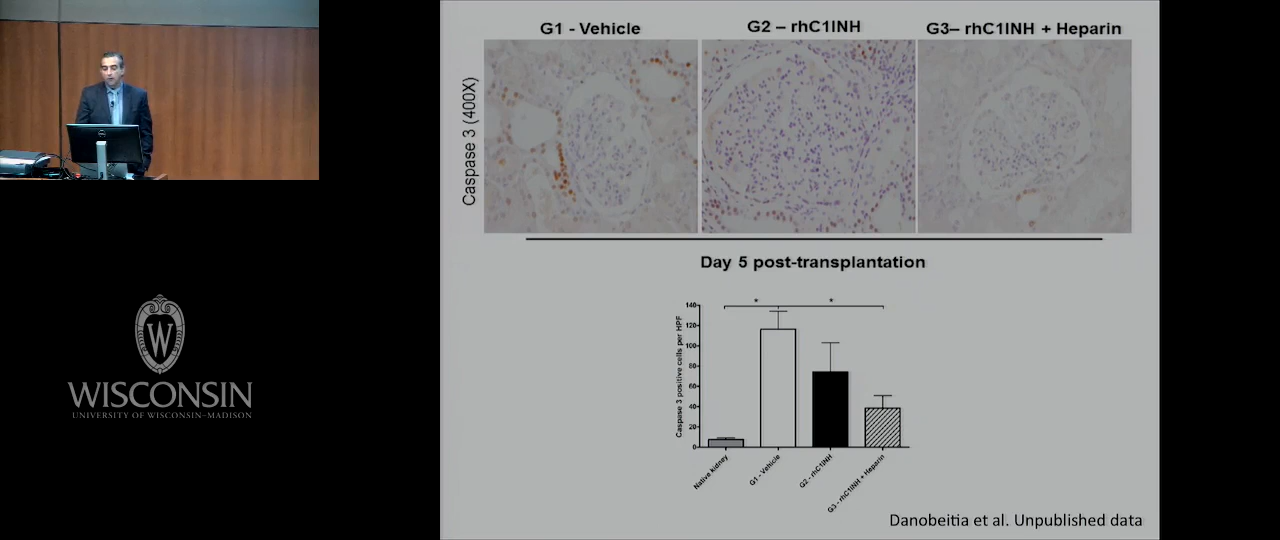 G1 - Vehicle
G2 – rhC1INH
G3– rhC1INH + Heparin
Caspase 3 (400X)
Day 5 post-transplantation
Caspase 3 positive cells per HPF
140
120
100
80
60
40
20
0
*
*
Native kidney
G1 - Vehicle
G2 - rhC1INH
G3 - rhC1INH + Heparin
Danobeitia et al. Unpublished data
W
WISCONSIN
UNIVERSITY OF WISCONSIN–MADISON